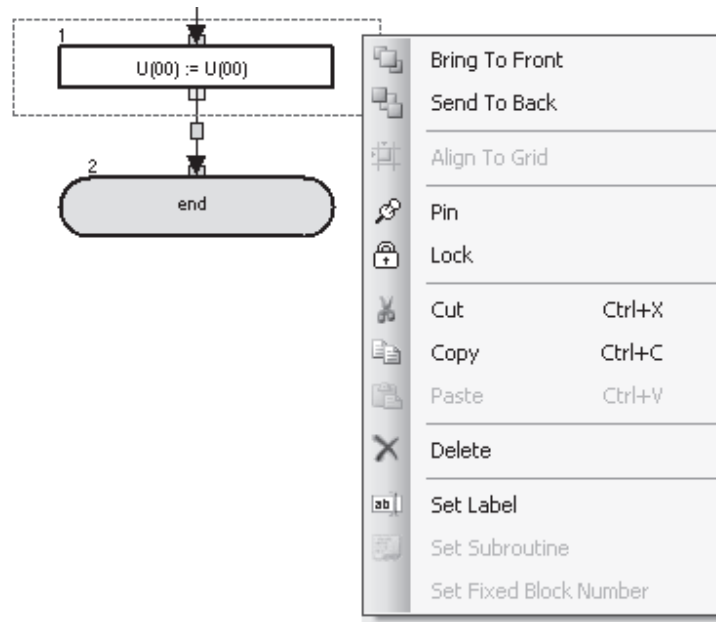 1
U(00) := U(00)
2
end
Bring To Front
Send To Back
Align To Grid
Pin
Lock
Cut Ctrl+X
Copy Ctrl+C
Paste Ctrl+V
Delete
ab Set Label
Set Subroutine
Set Fixed Block Number